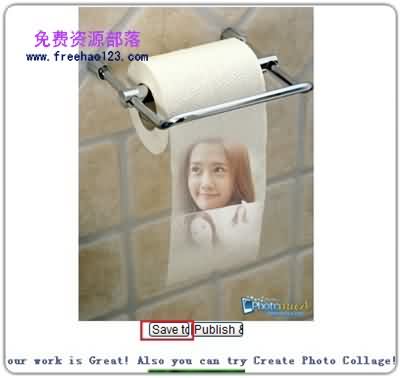 免费资源部落
www.freehao123.com
Photo
Save to Publish &
our work is Great! Also you can try Create Photo Collage!